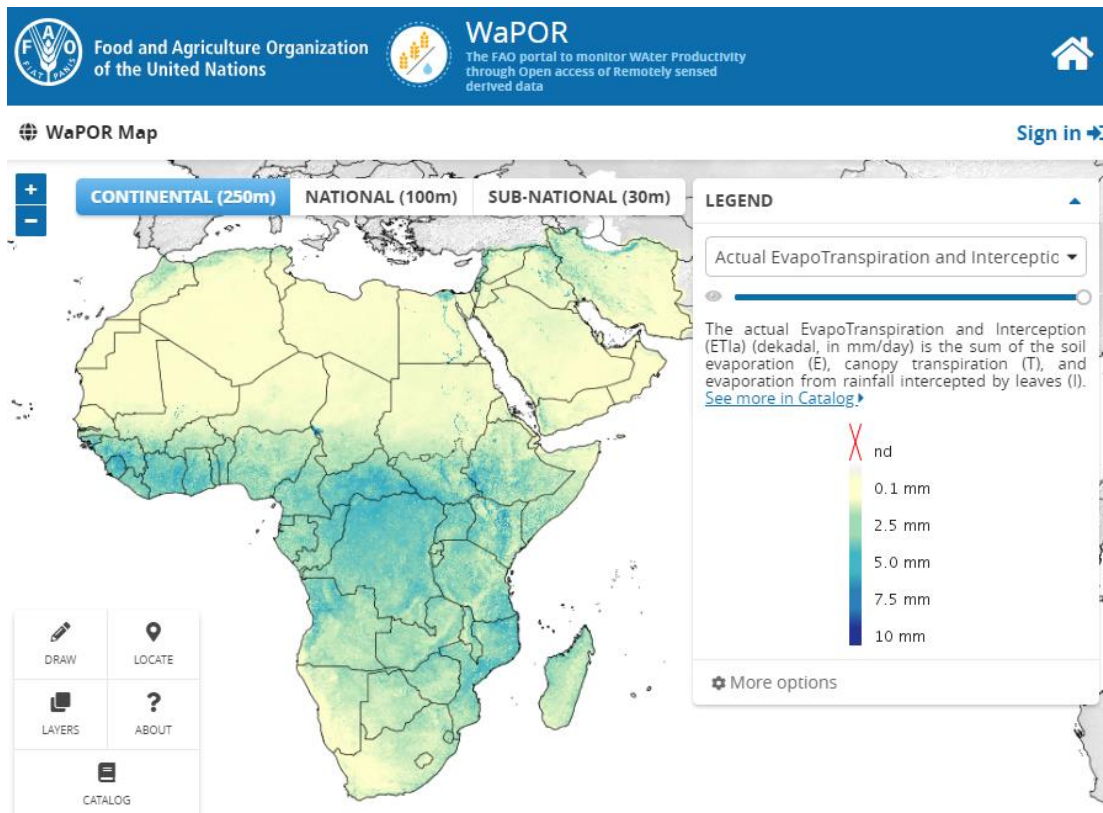 Food and Agriculture Organization
of the United Nations
WaPOR
The FAO portal to monitor WAter Productivity
through Open access of Remotely sensed
derived data
WaPOR Map
Sign in
+
−
CONTINENTAL (250m)
NATIONAL (100m)
SUB-NATIONAL (30m)
LEGEND
Actual EvapoTranspiration and Interceptio
The actual EvapoTranspiration and Interception
(ETIa) (dekadal, in mm/day) is the sum of the soil
evaporation (E), canopy transpiration (T), and
evaporation from rainfall intercepted by leaves (I).
See more in Catalog
nd
0.1 mm
2.5 mm
5.0 mm
7.5 mm
10 mm
More options
DRAW
LOCATE
LAYERS
ABOUT
CATALOG